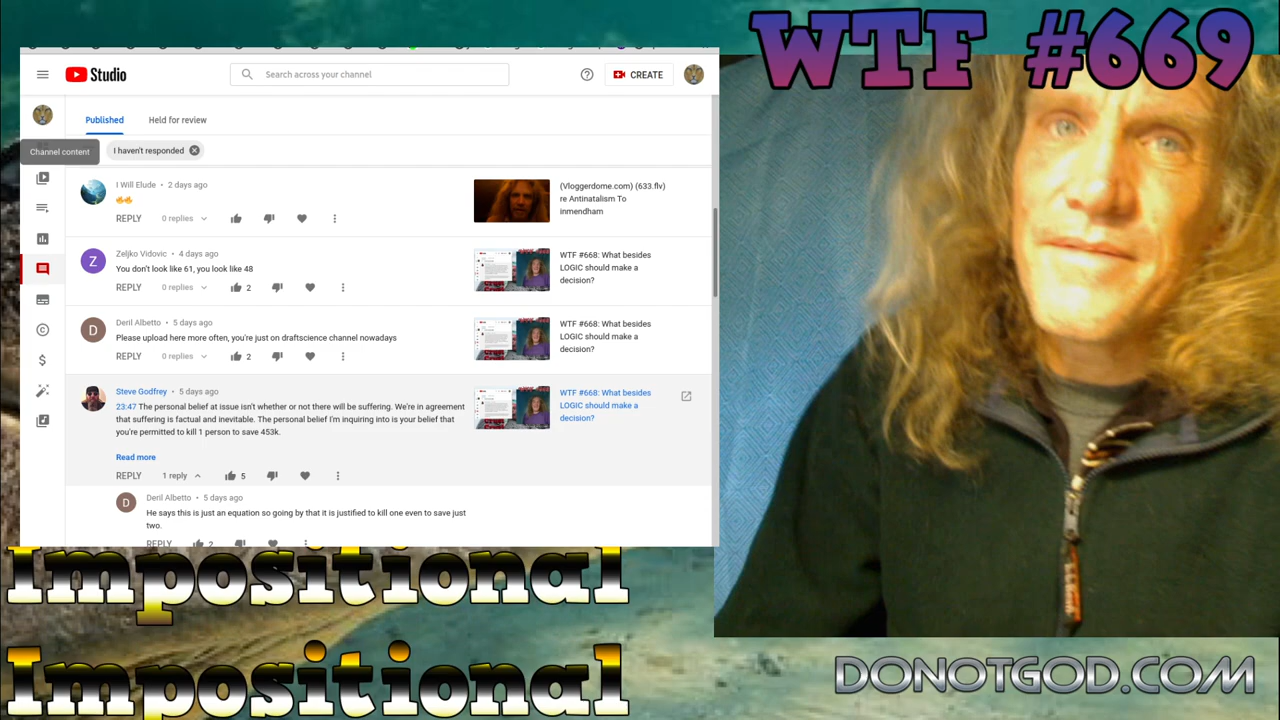 WTF #669
Studio
Search across your channel
CREATE
Published
Held for review
Channel content
I haven't responded
I Will Elude • 2 days ago
🔥🔥
REPLY 0 replies
(Vloggerdome.com) (633.flv)
re Antinatalism To
inmendham
Z
Zeljko Vidovic • 4 days ago
You don't look like 61, you look like 48
REPLY 0 replies 2
WTF #668: What besides
LOGIC should make a
decision?
D
Deril Albetto • 5 days ago
Please upload here more often, you're just on draftscience channel nowadays
REPLY 0 replies 2
WTF #668: What besides
LOGIC should make a
decision?
Steve Godfrey • 5 days ago
23:47 The personal belief at issue isn't whether or not there will be suffering. We're in agreement
that suffering is factual and inevitable. The personal belief I'm inquiring into is your belief that
you're permitted to kill 1 person to save 453k.
Read more
REPLY 1 reply 5
WTF #668: What besides
LOGIC should make a
decision?
D
Deril Albetto • 5 days ago
He says this is just an equation so going by that it is justified to kill one even to save just
two.
REPLY 2
Impositional
Impositional
DONOTGOD.COM